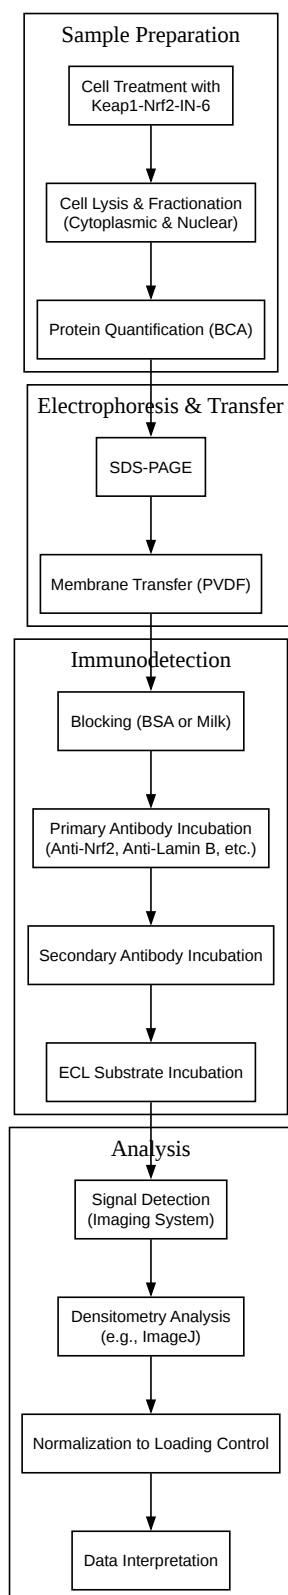 Sample Preparation
Cell Treatment with
Keap1-Nrf2-IN-6
Cell Lysis & Fractionation
(Cytoplasmic & Nuclear)
Protein Quantification (BCA)
Electrophoresis & Transfer
SDS-PAGE
Membrane Transfer (PVDF)
Immunodetection
Blocking (BSA or Milk)
Primary Antibody Incubation
(Anti-Nrf2, Anti-Lamin B, etc.)
Secondary Antibody Incubation
ECL Substrate Incubation
Analysis
Signal Detection
(Imaging System)
Densitometry Analysis
(e.g., ImageJ)
Normalization to Loading Control
Data Interpretation